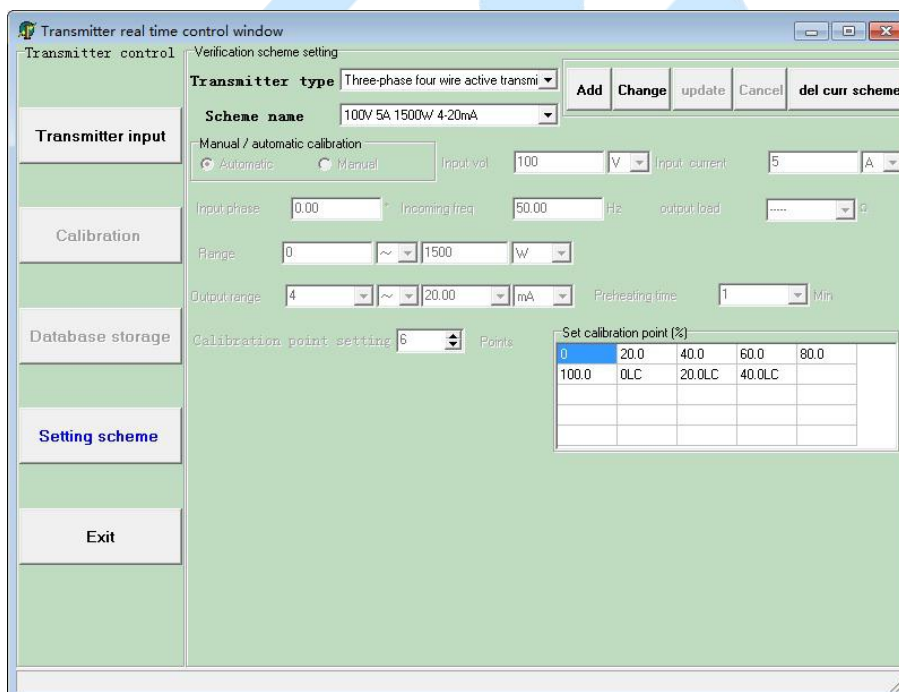 Transmitter real time control window
Transmitter control
Verification scheme setting
Transmitter type Three-phase four wire active transmi
Add Change update Cancel del curr scheme
Scheme name 100V 5A 1500W 4-20mA
Transmitter input
Manual / automatic calibration
Automatic Manual Input vol 100 V Input current 5 A
Input phase 0.00 ° Incoming freq 50.00 Hz output load ----- Ω
Calibration
Range 0 ~ 1500 W
Output range 4 ~ 20.00 mA Preheating time 1 Min
Database storage
Calibration point setting 6 Points
Set calibration point (%)
0 20.0 40.0 60.0 80.0
100.0 0LC 20.0LC 40.0LC
Setting scheme
Exit